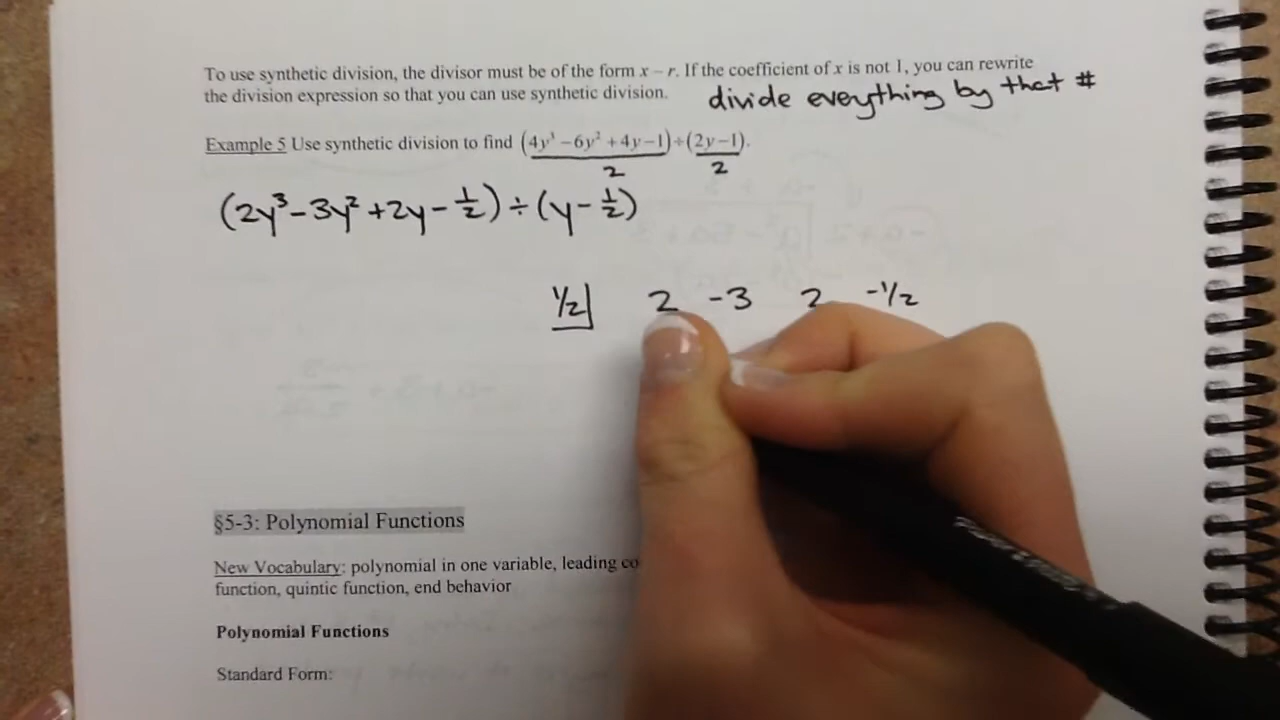 To use synthetic division, the divisor must be of the form x – r. If the coefficient of x is not 1, you can rewrite
the division expression so that you can use synthetic division. divide everything by that #
Example 5 Use synthetic division to find (4y³ –6y² +4y–1)÷(2y–1).
2 2
(2y³-3y²+2y-½)÷(y-½)
1/2 2 -3 2 -1/2
§5-3: Polynomial Functions
New Vocabulary: polynomial in one variable, leading
function, quintic function, end behavior
Polynomial Functions
Standard Form: